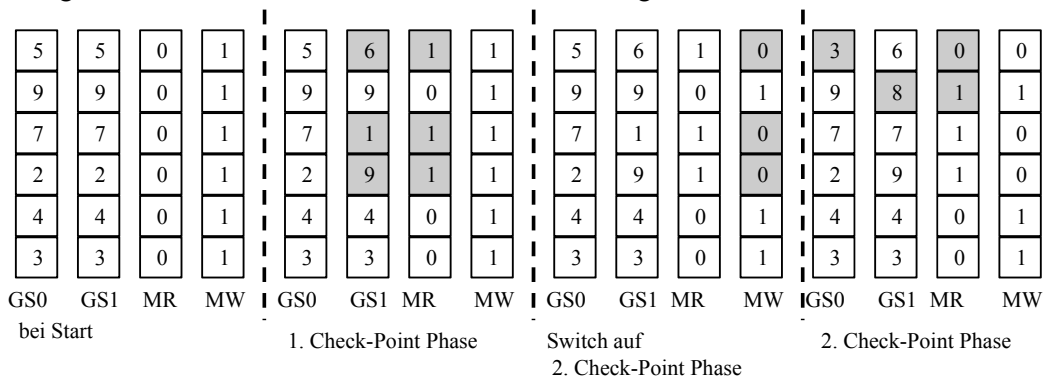 5 5 0 1 5 6 1 1 5 6 1 0 3 6 0 0
9 9 0 1 9 9 0 1 9 9 0 1 9 8 1 1
7 7 0 1 7 1 1 1 7 1 1 0 7 7 1 0
2 2 0 1 2 9 1 1 2 9 1 0 2 9 1 0
4 4 0 1 4 4 0 1 4 4 0 1 4 4 0 1
3 3 0 1 3 3 0 1 3 3 0 1 3 3 0 1
GS0 GS1 MR MW GS0 GS1 MR MW GS0 GS1 MR MW GS0 GS1 MR MW
bei Start
1. Check-Point Phase
Switch auf
2. Check-Point Phase
2. Check-Point Phase